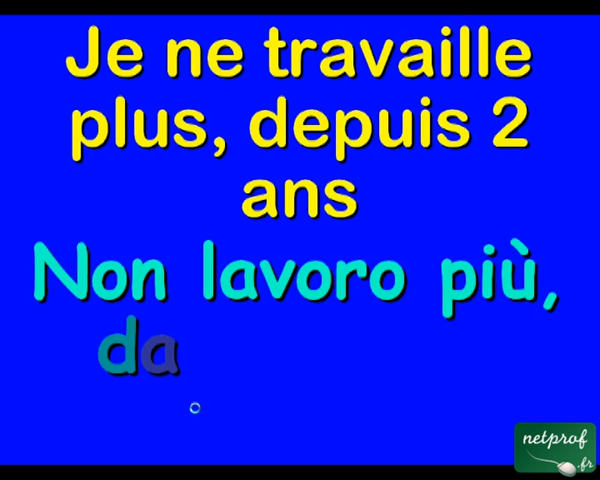 Je ne travaille
plus, depuis 2
ans
Non lavoro più,
da
netprof
.fr